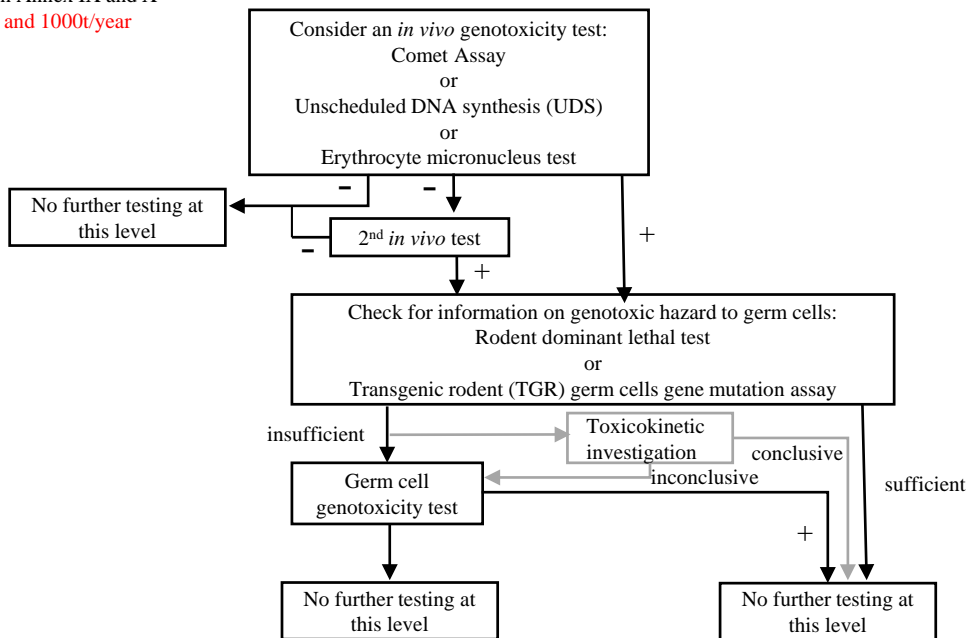 and 1000t/year
Consider an in vivo genotoxicity test:
Comet Assay
or
Unscheduled DNA synthesis (UDS)
or
Erythrocyte micronucleus test
-
-
+
No further testing at
this level
2nd in vivo test
-
+
Check for information on genotoxic hazard to germ cells:
Rodent dominant lethal test
or
Transgenic rodent (TGR) germ cells gene mutation assay
insufficient
Toxicokinetic
investigation
conclusive
inconclusive
sufficient
Germ cell
genotoxicity test
+
No further testing at
this level
No further testing at
this level